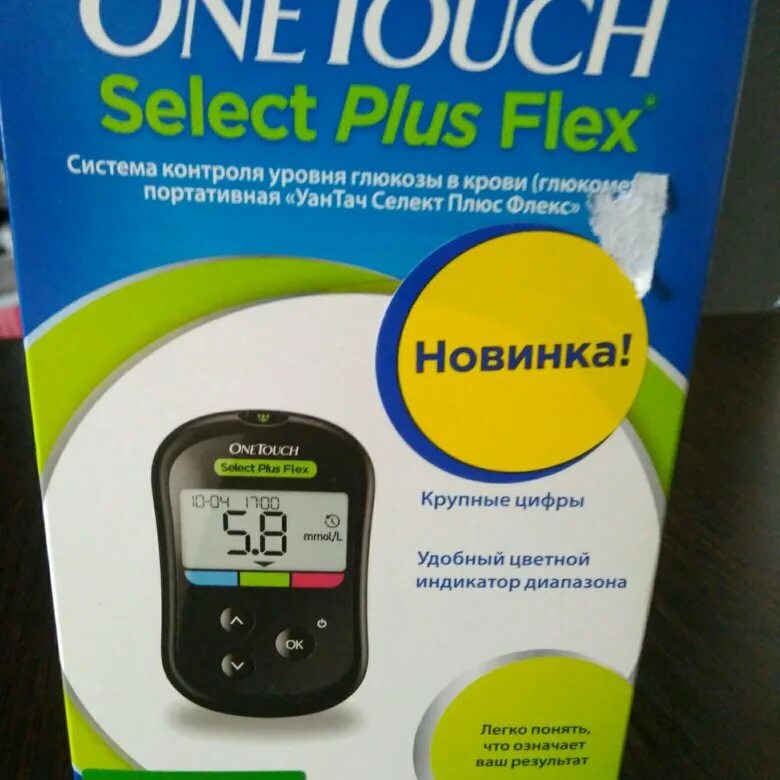 ONETOUCH
Select Plus Flex®
Система контроля уровня глюкозы в крови
портативная «УанТач Селект Плюс Флекс»
Новинка!
ONETOUCH
Select Plus Flex
10-04 17:00
5.8
mmol/L
OK
Крупные цифры
Удобный цветной
индикатор диапазона
Легко понять,
что означает
ваш результат